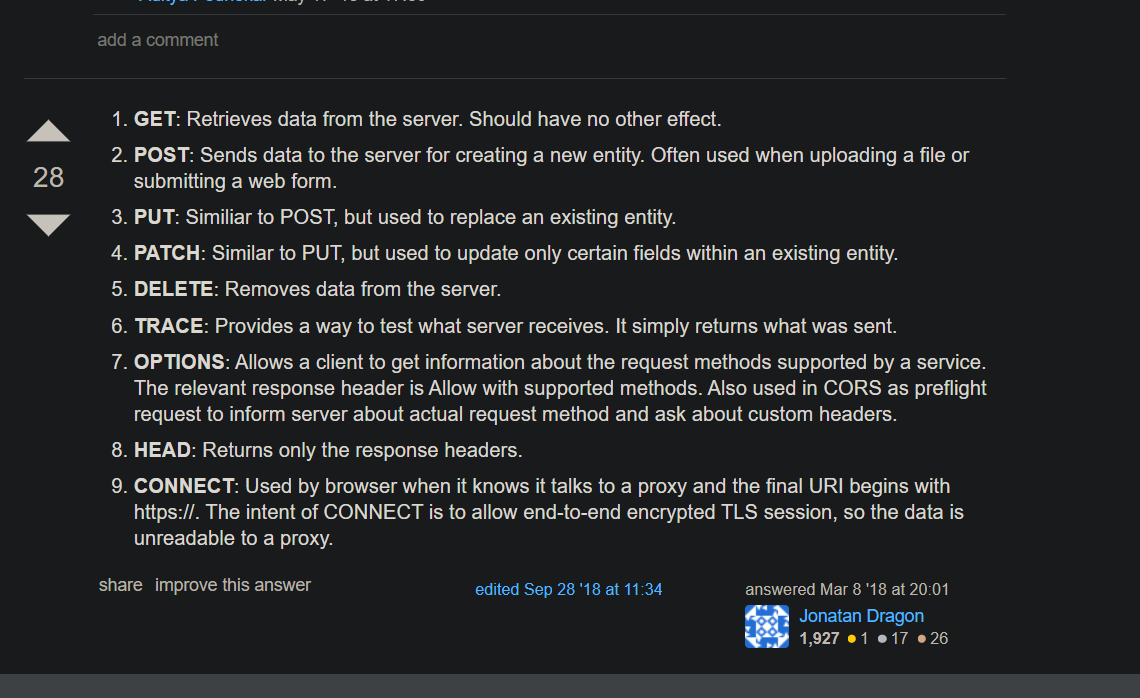 add a comment
1. GET: Retrieves data from the server. Should have no other effect.
2. POST: Sends data to the server for creating a new entity. Often used when uploading a file or
submitting a web form.
28
3. PUT: Similiar to POST, but used to replace an existing entity.
4. PATCH: Similar to PUT, but used to update only certain fields within an existing entity.
5. DELETE: Removes data from the server.
6. TRACE: Provides a way to test what server receives. It simply returns what was sent.
7. OPTIONS: Allows a client to get information about the request methods supported by a service.
The relevant response header is Allow with supported methods. Also used in CORS as preflight
request to inform server about actual request method and ask about custom headers.
8. HEAD: Returns only the response headers.
9. CONNECT: Used by browser when it knows it talks to a proxy and the final URI begins with
https://. The intent of CONNECT is to allow end-to-end encrypted TLS session, so the data is
unreadable to a proxy.
share improve this answer
edited Sep 28 '18 at 11:34
answered Mar 8 '18 at 20:01
Jonatan Dragon
1,927 ●1 ●17 ●26